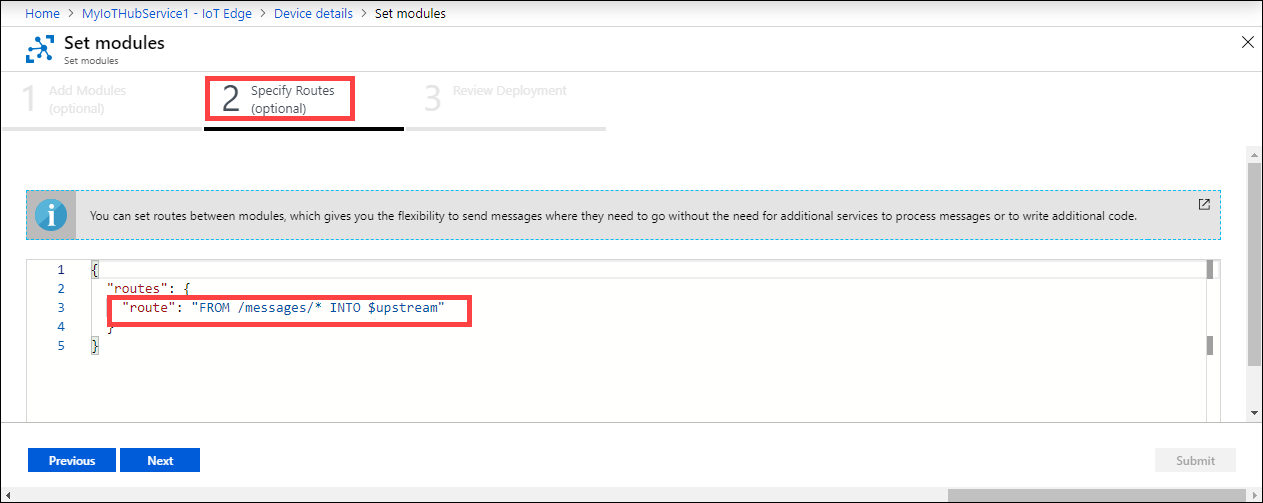 Home > MyIoTHubService1 - IoT Edge > Device details > Set modules
Set modules
Set modules
1 Add Modules
(optional)
2 Specify Routes
(optional)
3 Review Deployment
You can set routes between modules, which gives you the flexibility to send messages where they need to go without the need for additional services to process messages or to write additional code.
1 {
2 "routes": {
3 "route": "FROM /messages/* INTO $upstream"
4 }
5 }
Previous
Next
Submit